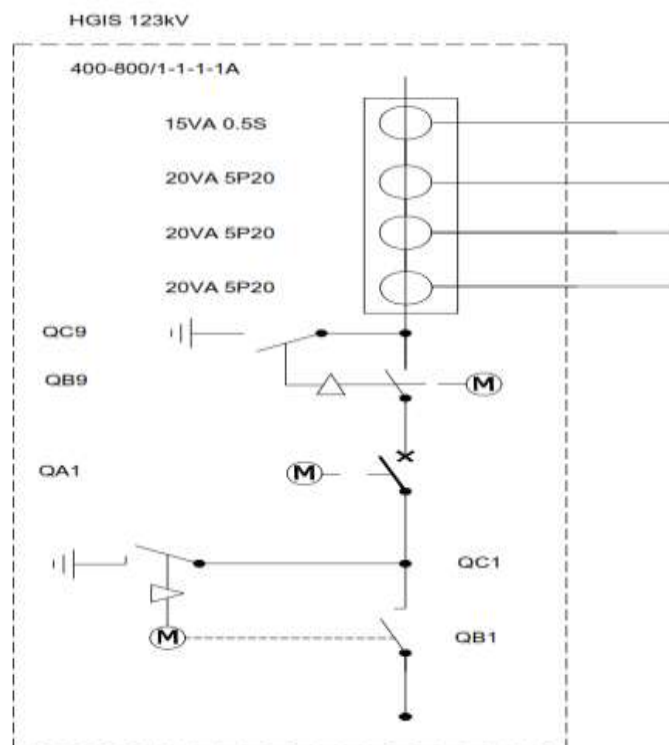 HGIS 123kV
400-800/1-1-1-1A
15VA 0.5S
20VA 5P20
20VA 5P20
20VA 5P20
QC9
QB9
M
QA1
M
QC1
M
QB1